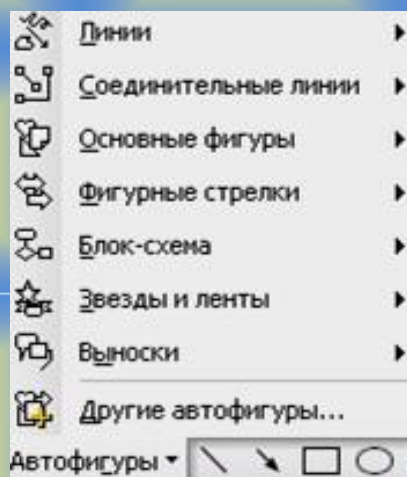 Линии
Соединительные линии
Основные фигуры
Фигурные стрелки
Блок-схема
Звезды и ленты
Выноски
Другие автофигуры...
Автофигуры